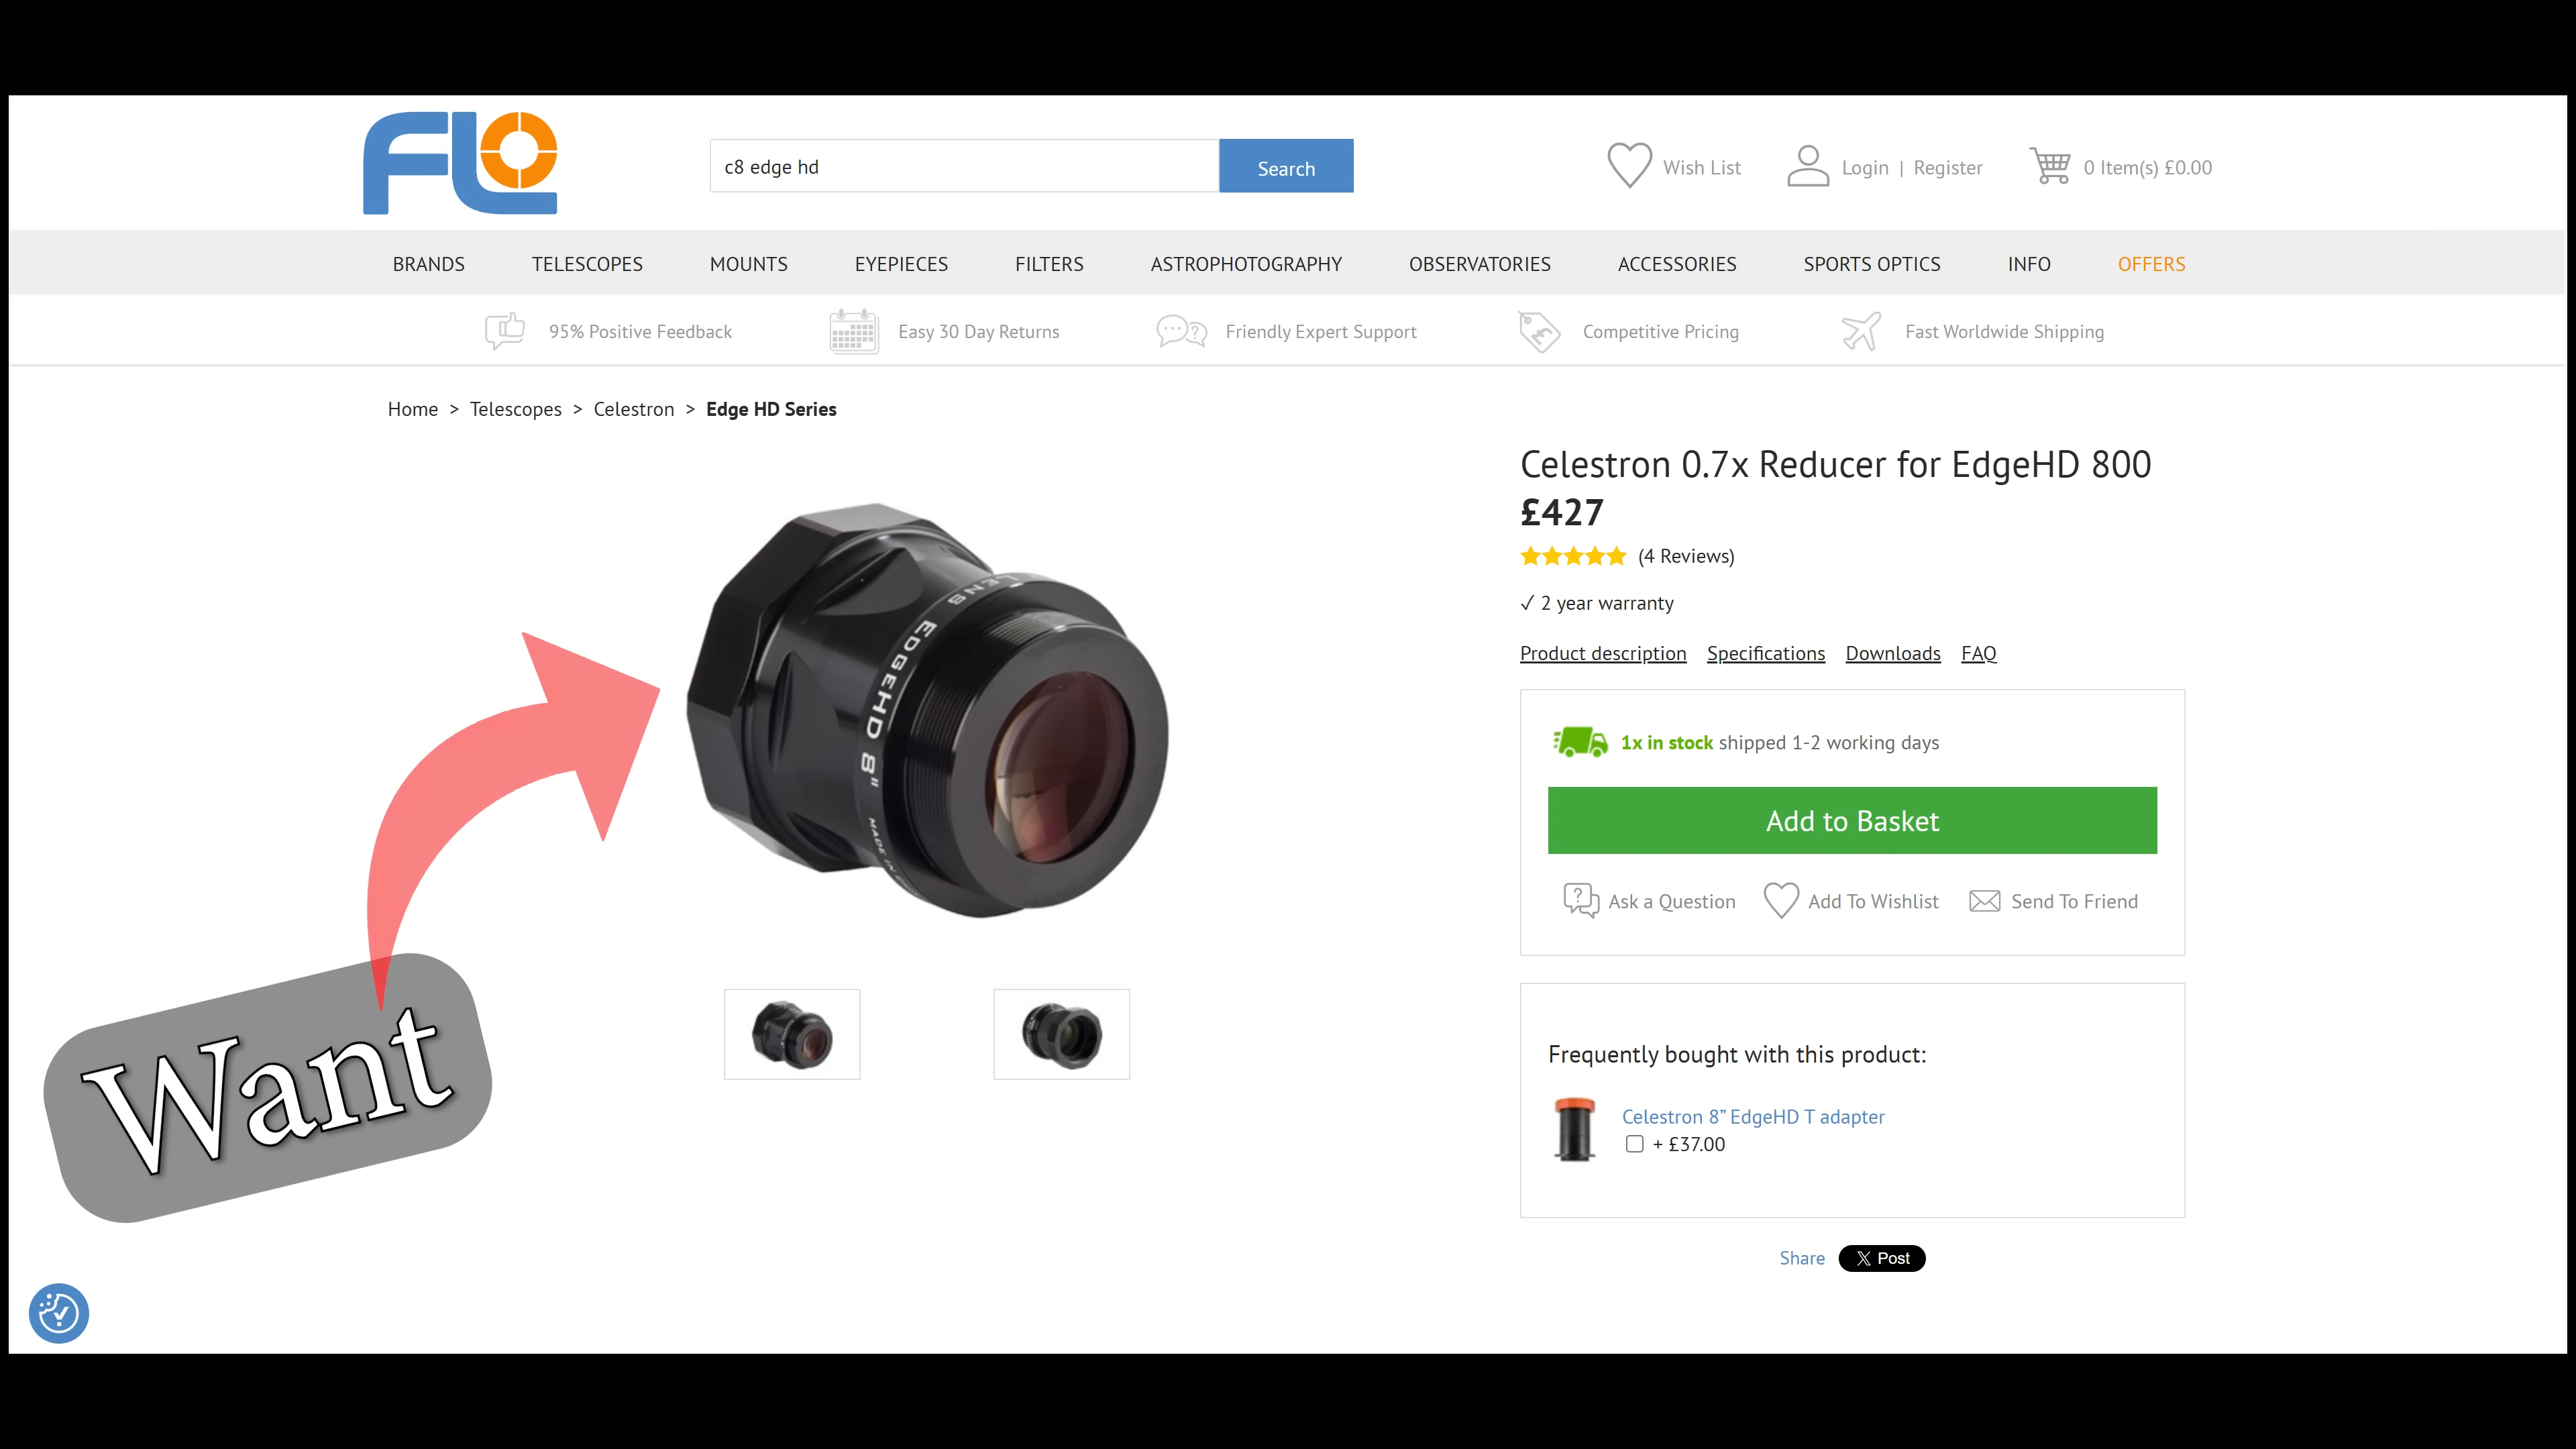 FLO
c8 edge hd
Search
Wish List
Login | Register
0 Item(s) £0.00
BRANDS TELESCOPES MOUNTS EYEPIECES FILTERS ASTROPHOTOGRAPHY OBSERVATORIES ACCESSORIES SPORTS OPTICS INFO OFFERS
95% Positive Feedback
Easy 30 Day Returns
Friendly Expert Support
Competitive Pricing
Fast Worldwide Shipping
Home > Telescopes > Celestron > Edge HD Series
Celestron 0.7x Reducer for EdgeHD 800
£427
(4 Reviews)
✓ 2 year warranty
Product description Specifications Downloads FAQ
1x in stock shipped 1-2 working days
Add to Basket
Ask a Question
Add To Wishlist
Send To Friend
LENS EDGEHD 8"
MADE IN
Want
Frequently bought with this product:
Celestron 8” EdgeHD T adapter
+ £37.00
Share
X Post